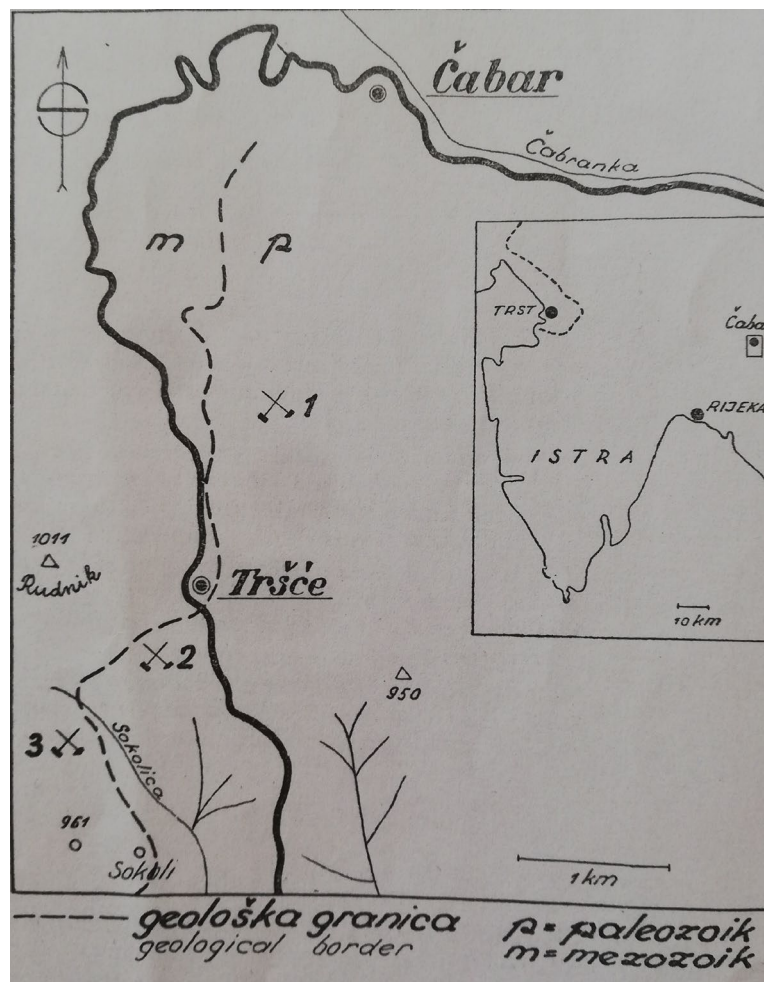 Čabar
Čabranka
m p
TRST
Čaba
RIJEKA
1
ISTRA
1011
Rudnik
Tršće
10 km
2
950
3
Sokolica
961
Sokoli
1 km
geološka granica
geological border
p = paleozoik
m = mezozoik